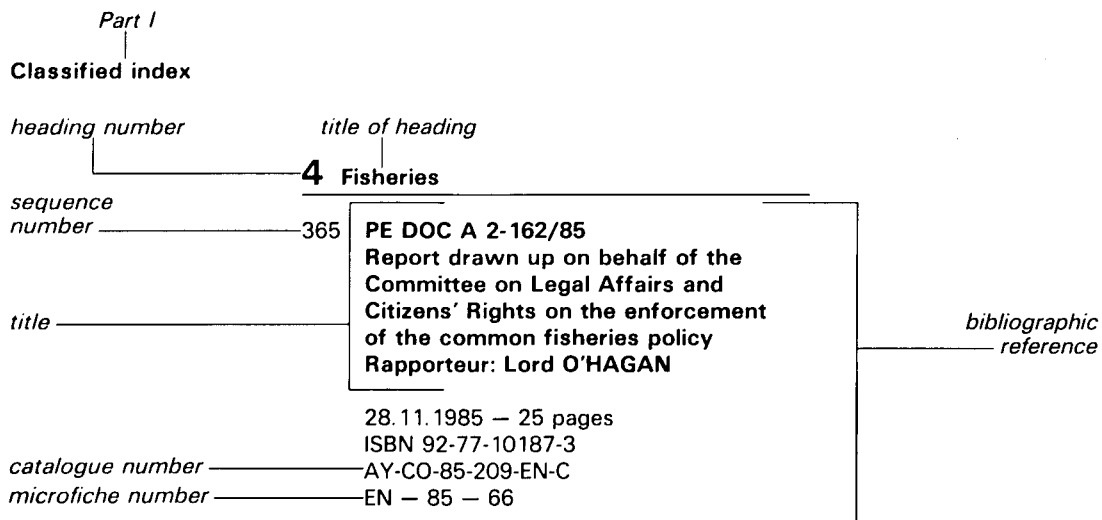 Part I
Classified index
heading number title of heading
4 Fisheries
sequence
number 365 PE DOC A 2-162/85
Report drawn up on behalf of the
Committee on Legal Affairs and
Citizens' Rights on the enforcement
title of the common fisheries policy bibliographic
Rapporteur: Lord O'HAGAN reference
28.11.1985 — 25 pages
ISBN 92-77-10187-3
catalogue number AY-CO-85-209-EN-C
microfiche number EN — 85 — 66